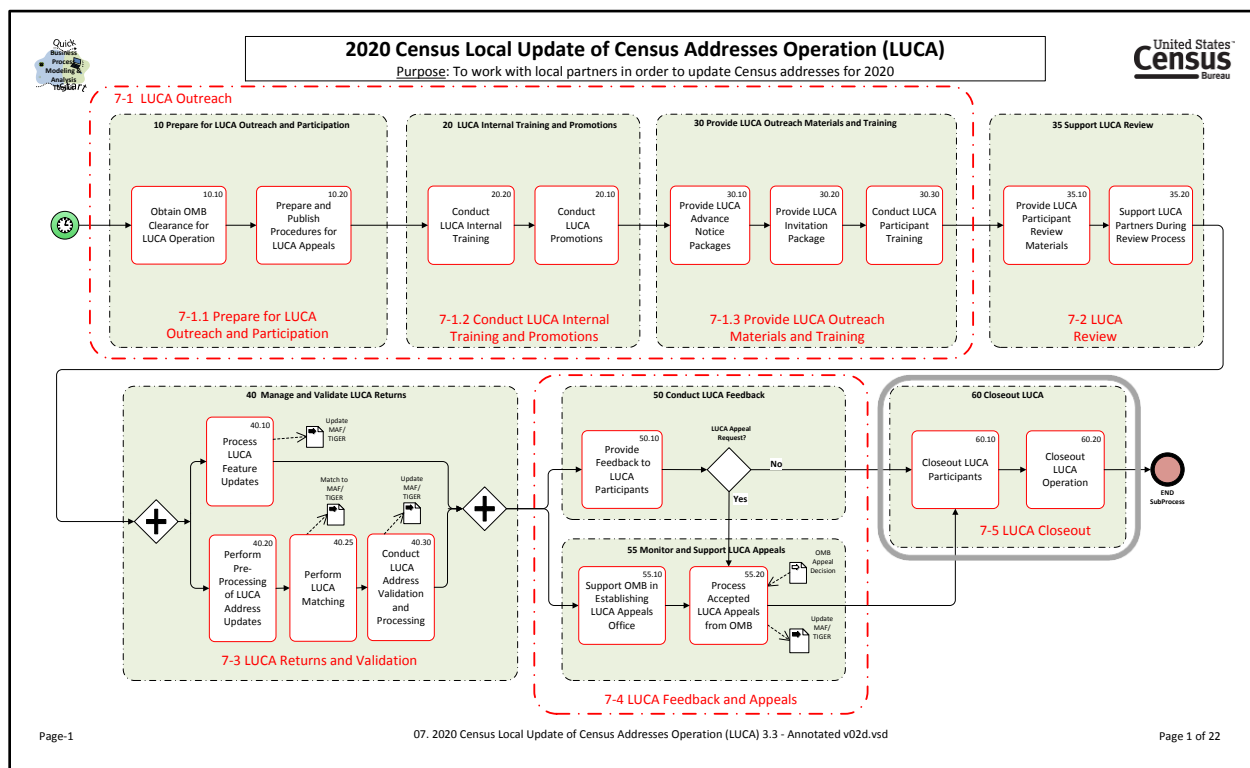 Quick
Business
Process
Modeling &
Analysis
Start
2020 Census Local Update of Census Addresses Operation (LUCA)
Purpose: To work with local partners in order to update Census addresses for 2020
United States™
Census
Bureau
7-1 LUCA Outreach
10 Prepare for LUCA Outreach and Participation
10.10
Obtain OMB
Clearance for
LUCA Operation
10.20
Prepare and
Publish
Procedures for
LUCA Appeals
7-1.1 Prepare for LUCA
Outreach and Participation
20 LUCA Internal Training and Promotions
20.20
Conduct
LUCA Internal
Training
20.10
Conduct
LUCA
Promotions
7-1.2 Conduct LUCA Internal
Training and Promotions
30 Provide LUCA Outreach Materials and Training
30.10
Provide LUCA
Advance
Notice
Packages
30.20
Provide LUCA
Invitation
Package
30.30
Conduct LUCA
Participant
Training
7-1.3 Provide LUCA Outreach
Materials and Training
35 Support LUCA Review
35.10
Provide LUCA
Participant
Review
Materials
35.20
Support LUCA
Partners During
Review Process
7-2 LUCA
Review
40 Manage and Validate LUCA Returns
40.10
Process
LUCA
Feature
Updates
Update
MAF/
TIGER
40.20
Perform
Pre-
Processing
of LUCA
Address
Updates
Match to
MAF/
TIGER
40.25
Perform
LUCA
Matching
Update
MAF/
TIGER
40.30
Conduct
LUCA
Address
Validation
and
Processing
7-3 LUCA Returns and Validation
50 Conduct LUCA Feedback
50.10
Provide
Feedback to
LUCA
Participants
LUCA Appeal
Request?
No
Yes
55 Monitor and Support LUCA Appeals
55.10
Support OMB in
Establishing
LUCA Appeals
Office
55.20
Process
Accepted
LUCA Appeals
from OMB
OMB
Appeal
Decision
Update
MAF/
TIGER
7-4 LUCA Feedback and Appeals
60 Closeout LUCA
60.10
Closeout LUCA
Participants
60.20
Closeout
LUCA
Operation
7-5 LUCA Closeout
END
SubProcess
Page-1
07. 2020 Census Local Update of Census Addresses Operation (LUCA) 3.3 - Annotated v02d.vsd
Page 1 of 22